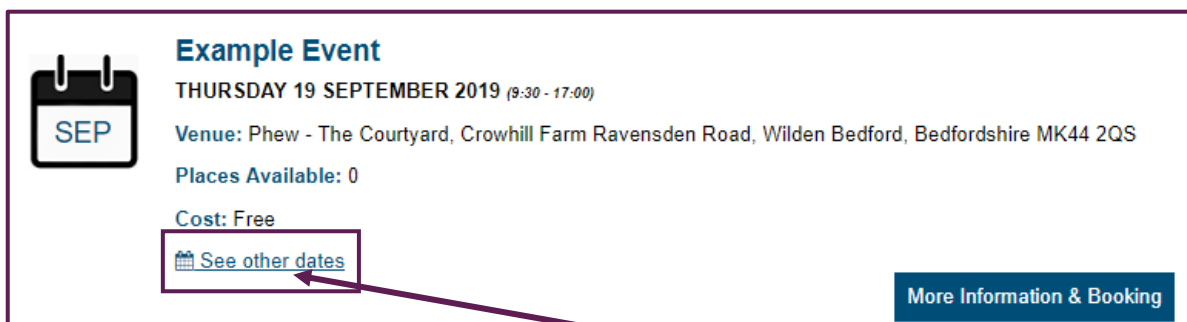 Example Event
THURSDAY 19 SEPTEMBER 2019 (9:30 - 17:00)
SEP
Venue: Phew - The Courtyard, Crowhill Farm Ravensden Road, Wilden Bedford, Bedfordshire MK44 2QS
Places Available: 0
Cost: Free
See other dates
More Information & Booking